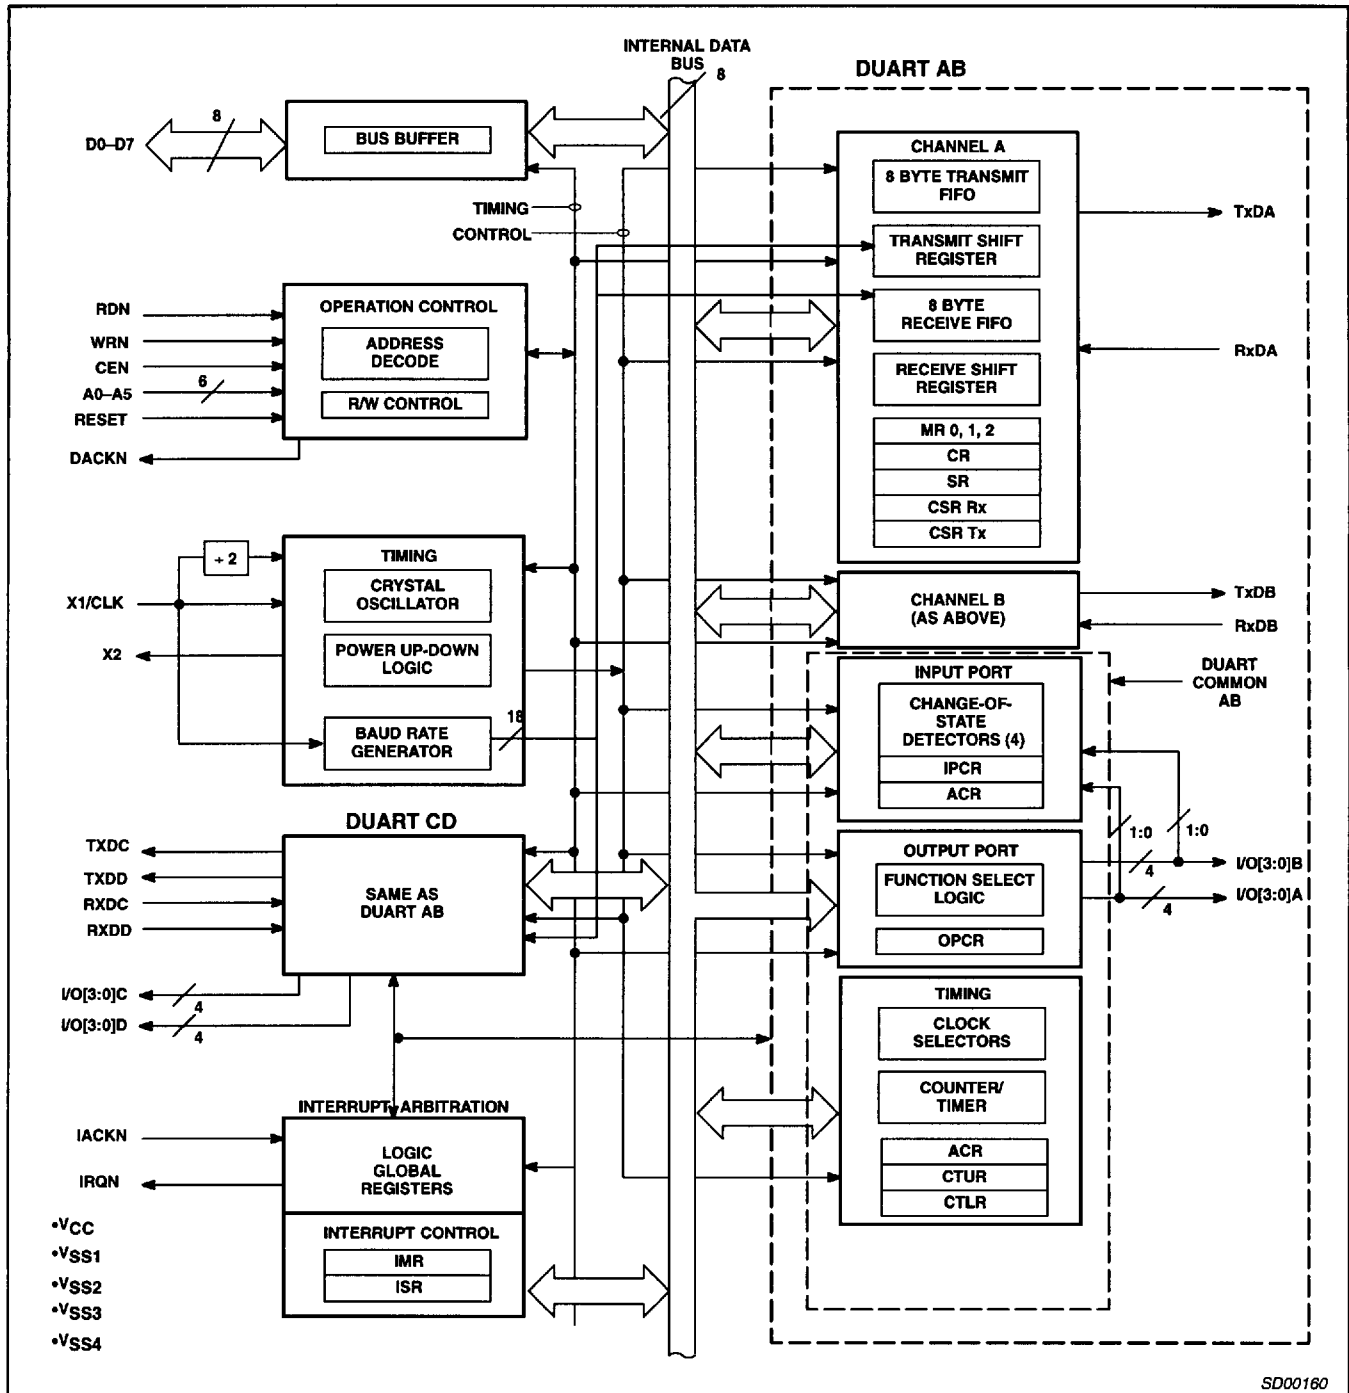 INTERNAL DATA
BUS
8
DUART AB
D0–D7
8
BUS BUFFER
TIMING
CONTROL
CHANNEL A
8 BYTE TRANSMIT
FIFO
TRANSMIT SHIFT
REGISTER
8 BYTE
RECEIVE FIFO
RECEIVE SHIFT
REGISTER
MR 0, 1, 2
CR
SR
CSR Rx
CSR Tx
TxDA
RxDA
RDN
WRN
CEN
A0–A5
6
RESET
DACKN
OPERATION CONTROL
ADDRESS
DECODE
R/W CONTROL
÷ 2
X1/CLK
X2
TIMING
CRYSTAL
OSCILLATOR
POWER UP-DOWN
LOGIC
BAUD RATE
GENERATOR
18
CHANNEL B
(AS ABOVE)
TxDB
RxDB
DUART
COMMON
AB
INPUT PORT
CHANGE-OF-
STATE
DETECTORS (4)
IPCR
ACR
1:0
1:0
OUTPUT PORT
FUNCTION SELECT
LOGIC
OPCR
4
I/O[3:0]B
4
I/O[3:0]A
DUART CD
TXDC
TXDD
RXDC
RXDD
SAME AS
DUART AB
I/O[3:0]C
4
I/O[3:0]D
4
TIMING
CLOCK
SELECTORS
COUNTER/
TIMER
ACR
CTUR
CTLR
INTERRUPT ARBITRATION
IACKN
IRQN
LOGIC
GLOBAL
REGISTERS
INTERRUPT CONTROL
IMR
ISR
•VCC
•VSS1
•VSS2
•VSS3
•VSS4
SD00160